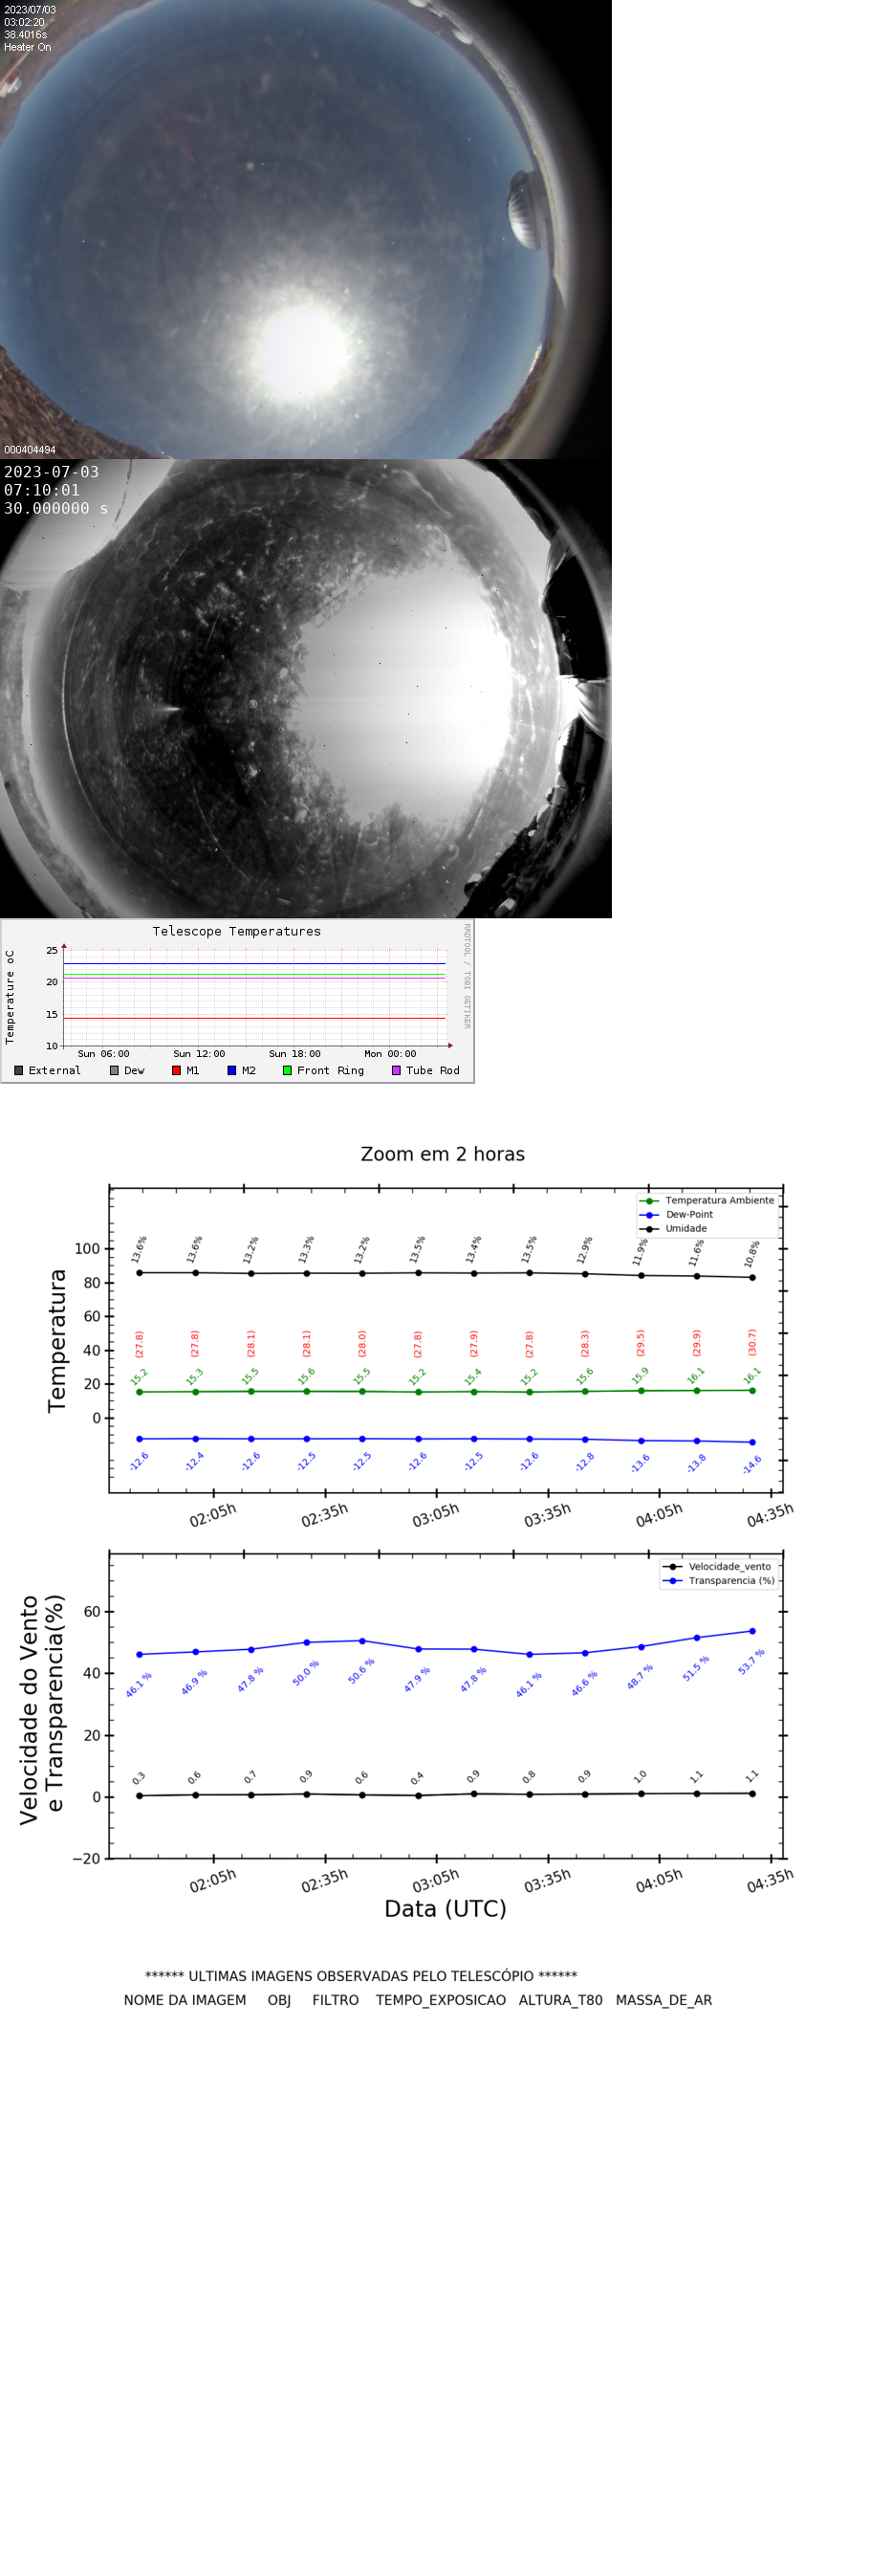 2023/07/03
03:02:20
38.4016s
Heater On
000404494
2023-07-03
07:10:01
30.000000 s
Telescope Temperatures
RRDTOOL / TOBI OETIKER
Temperature oC
25
20
15
10
Sun 06:00 Sun 12:00 Sun 18:00 Mon 00:00
External Dew M1 M2 Front Ring Tube Rod
Zoom em 2 horas
Temperatura Ambiente
Dew-Point
Umidade
Temperatura
100
80
60
40
20
0
13.6% 13.6% 13.2% 13.3% 13.2% 13.5% 13.4% 13.5% 12.9% 11.9% 11.6% 10.8%
(27.8) (27.8) (28.1) (28.1) (28.0) (27.8) (27.9) (27.8) (28.3) (29.5) (29.9) (30.7)
15.2 15.3 15.5 15.6 15.5 15.2 15.4 15.2 15.6 15.9 16.1 16.1
-12.6 -12.4 -12.6 -12.5 -12.5 -12.6 -12.5 -12.6 -12.8 -13.6 -13.8 -14.6
02:05h 02:35h 03:05h 03:35h 04:05h 04:35h
Velocidade_vento
Transparencia (%)
Velocidade do Vento
e Transparencia(%)
60
40
20
0
−20
46.1 % 46.9 % 47.8 % 50.0 % 50.6 % 47.9 % 47.8 % 46.1 % 46.6 % 48.7 % 51.5 % 53.7 %
0.3 0.6 0.7 0.9 0.6 0.4 0.9 0.8 0.9 1.0 1.1 1.1
02:05h 02:35h 03:05h 03:35h 04:05h 04:35h
Data (UTC)
****** ULTIMAS IMAGENS OBSERVADAS PELO TELESCÓPIO ******
NOME DA IMAGEM OBJ FILTRO TEMPO_EXPOSICAO ALTURA_T80 MASSA_DE_AR